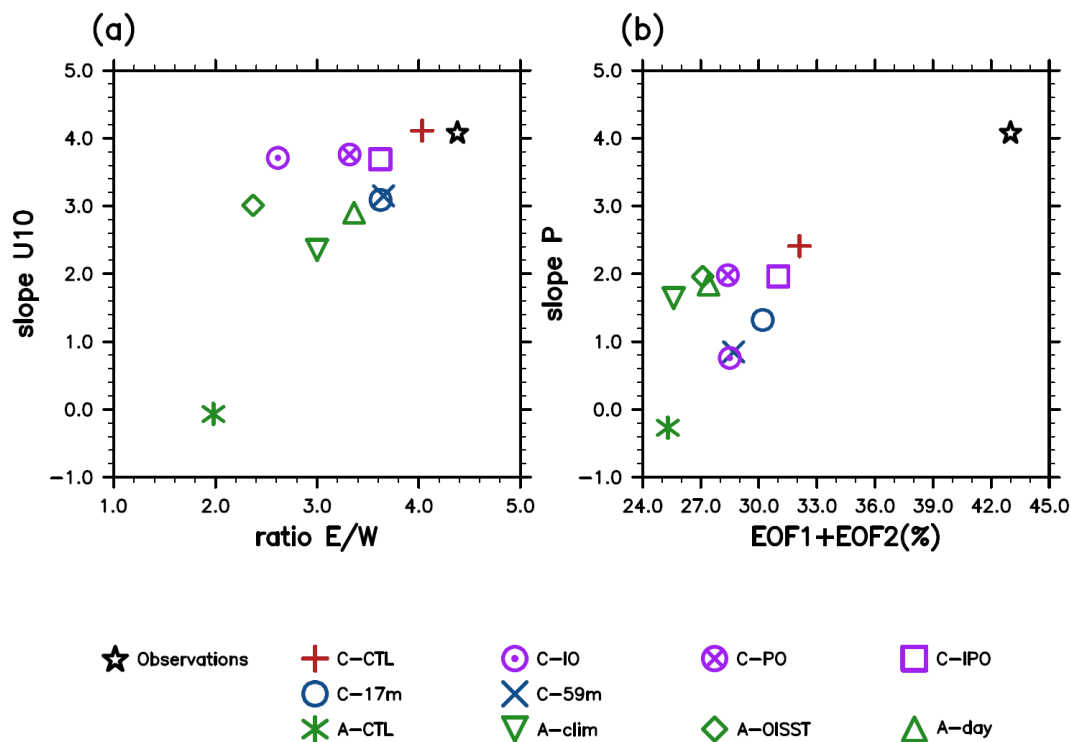 (a) (b)
5.0 5.0
4.0 4.0
3.0 3.0
2.0 2.0
1.0 1.0
0.0 0.0
−1.0 −1.0
slope U10
slope P
1.0 2.0 3.0 4.0 5.0
24.0 27.0 30.0 33.0 36.0 39.0 42.0 45.0
ratio E/W
EOF1+EOF2(%)
Observations C−CTL C−IO C−PO C−IPO
C−17m C−59m
A−CTL A−clim A−OISST A−day